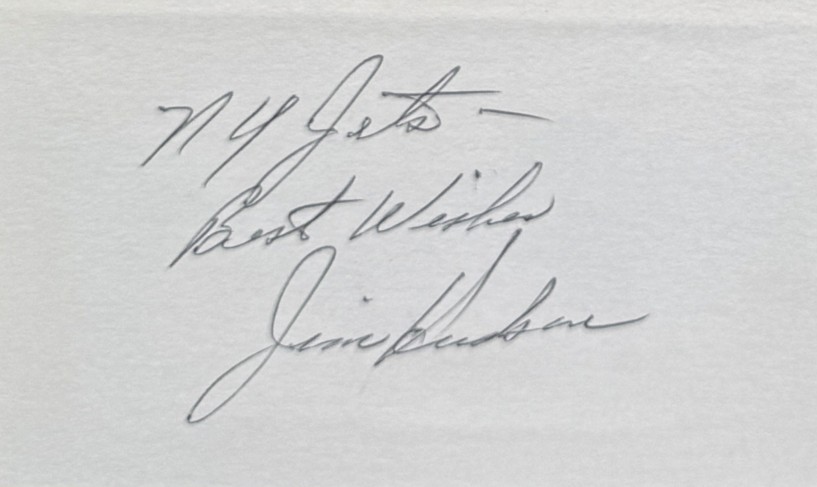 NY Jets -
Best Wishes
Jim Hudson